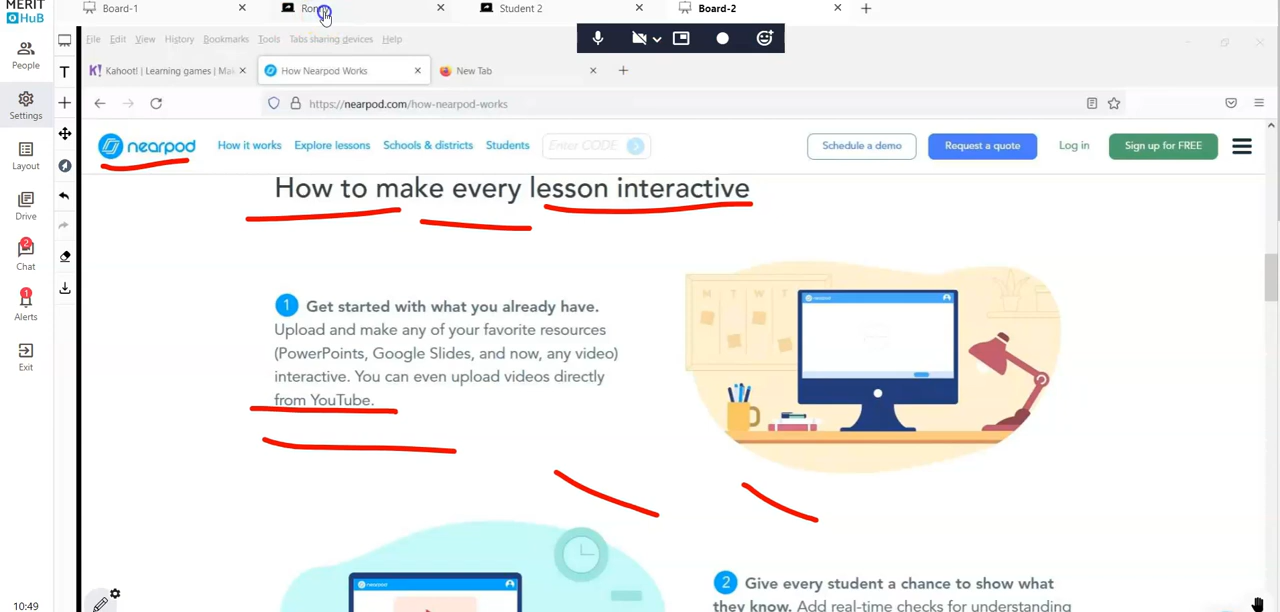 MERIT
HUB
Board-1
Student 2
Board-2
People
Settings
Layout
Drive
2
Chat
1
Alerts
Exit
10:49
T
File Edit View History Bookmarks Tools Tabs sharing devices Help
Kahoot! | Learning games | Ma
How Nearpod Works
New Tab
https://nearpod.com/how-nearpod-works
nearpod
How it works
Explore lessons
Schools & districts
Students
Enter CODE
Schedule a demo
Request a quote
Log in
Sign up for FREE
How to make every lesson interactive
1 Get started with what you already have.
Upload and make any of your favorite resources
(PowerPoints, Google Slides, and now, any video)
interactive. You can even upload videos directly
from YouTube.
M T W T
nearpod
nearpod
2 Give every student a chance to show what
they know. Add real-time checks for understanding